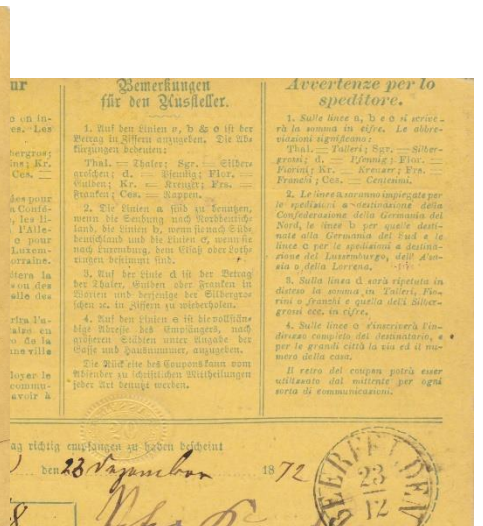 ur
Bemerkungen
für den Aussteller.
1. Auf den Linien a, b & c ist der
Betrag in Ziffern anzugeben. Die Ab-
kürzungen bedeuten:
Thal. = Thaler; Sgr. = Silber-
groschen; d. = Pfennig; Flor. =
Gulden; Kr. = Kreuzer; Frs. =
Franken; Ces. = Rappen.
2. Die Linien a sind zu benutzen,
wenn die Sendung nach Norddeutsch-
land, die Linien b, wenn sie nach Süd-
deutschland und die Linien c, wenn sie
nach Luxemburg, dem Elsaß oder Loth-
ringen bestimmt sind.
3. Auf der Linie d ist der Betrag
der Thaler, Gulden oder Franken in
Worten und derjenige der Silbergro-
schen ꝛc. in Ziffern zu wiederholen.
4. Auf den Linien e ist die vollstän-
dige Adresse des Empfängers, nach
größeren Städten unter Angabe der
Gasse und Hausnummer, anzugeben.
Die Rückseite des Coupons kann vom
Absender zu schriftlichen Mittheilungen
jeder Art benutzt werden.
Avvertenze per lo
speditore.
1. Sulle linee a, b e c si scrive-
rà la somma in cifre. Le abbre-
viazioni significano:
Thal. = Talleri; Sgr. = Silber-
grossi; d. = Pfennig; Flor. =
Fiorini; Kr. = Kreuzer; Frs. =
Franchi; Ces. = Centesimi.
2. Le linee a saranno impiegate per
le spedizioni a destinazione della
Confederazione della Germania del
Nord, le linee b per quelle desti-
nate alla Germania del Sud e le
linee c per le spedizioni a destina-
zione del Lussemburgo, dell'Alsa-
sia o della Lorena.
3. Sulla linea d sarà ripetuta in
disteso la somma in Talleri, Fio-
rini o franchi e quella dell'i Silber-
grossi ecc. in cifre.
4. Sulle linee e s'inscriverà l'in-
dirizzo completo del destinatario, e
per le grandi città la via ed il nu-
mero della casa.
Il retro del coupon potrà esser
utilizzato dal mittente per ogni
sorta di comunicazioni.
ag richtig empfangen zu haben bescheint
den 23 Dezember 1872
BEERFELDEN
23
12